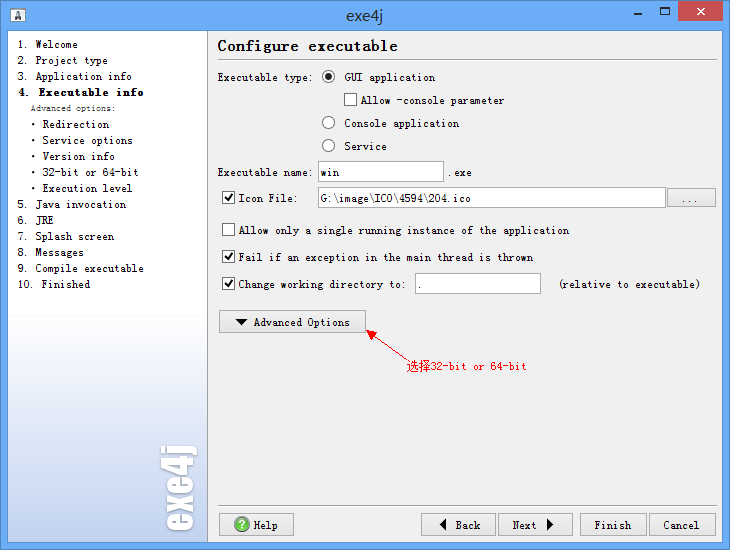 exe4j
1. Welcome
2. Project type
3. Application info
4. Executable info
Advanced options:
• Redirection
• Service options
• Version info
• 32-bit or 64-bit
• Execution level
5. Java invocation
6. JRE
7. Splash screen
8. Messages
9. Compile executable
10. Finished
exe4j
Configure executable
Executable type: GUI application
Allow -console parameter
Console application
Service
Executable name: win .exe
Icon File: G:\image\ICO\4594\204.ico ...
Allow only a single running instance of the application
Fail if an exception in the main thread is thrown
Change working directory to: . (relative to executable)
Advanced Options
选择32-bit or 64-bit
Help Back Next Finish Cancel